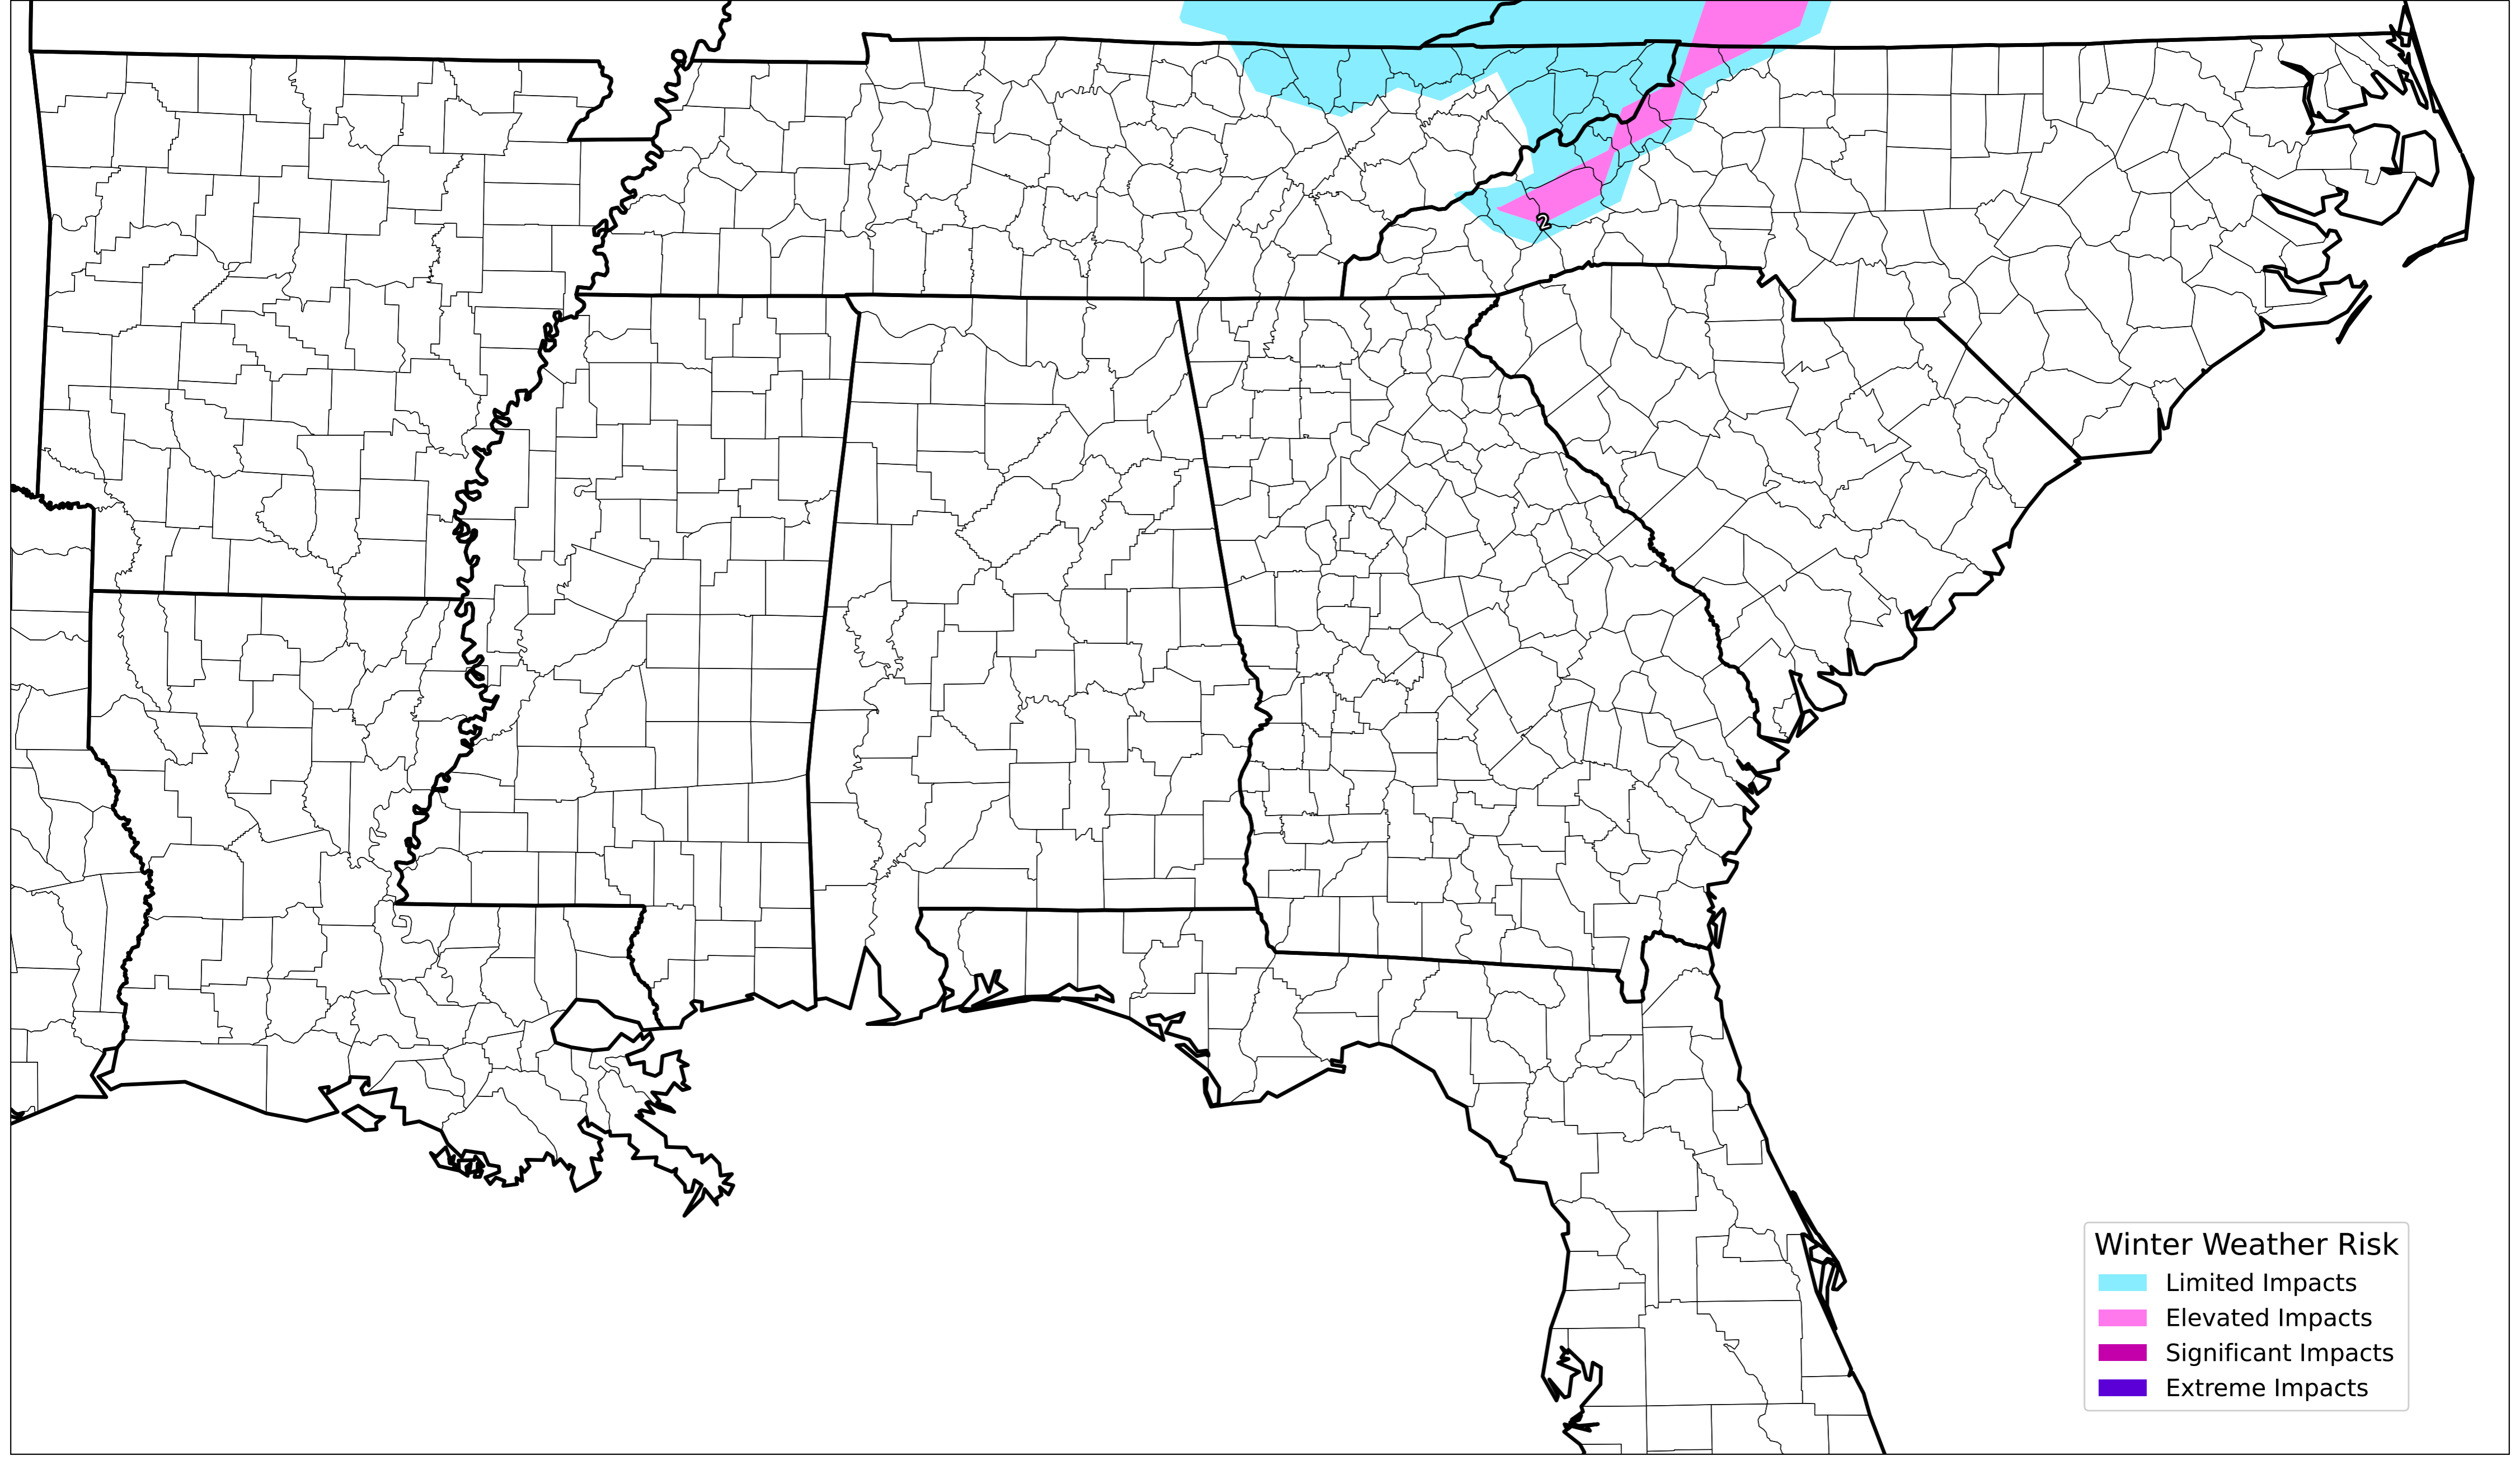 2
Winter Weather Risk
Limited Impacts
Elevated Impacts
Significant Impacts
Extreme Impacts